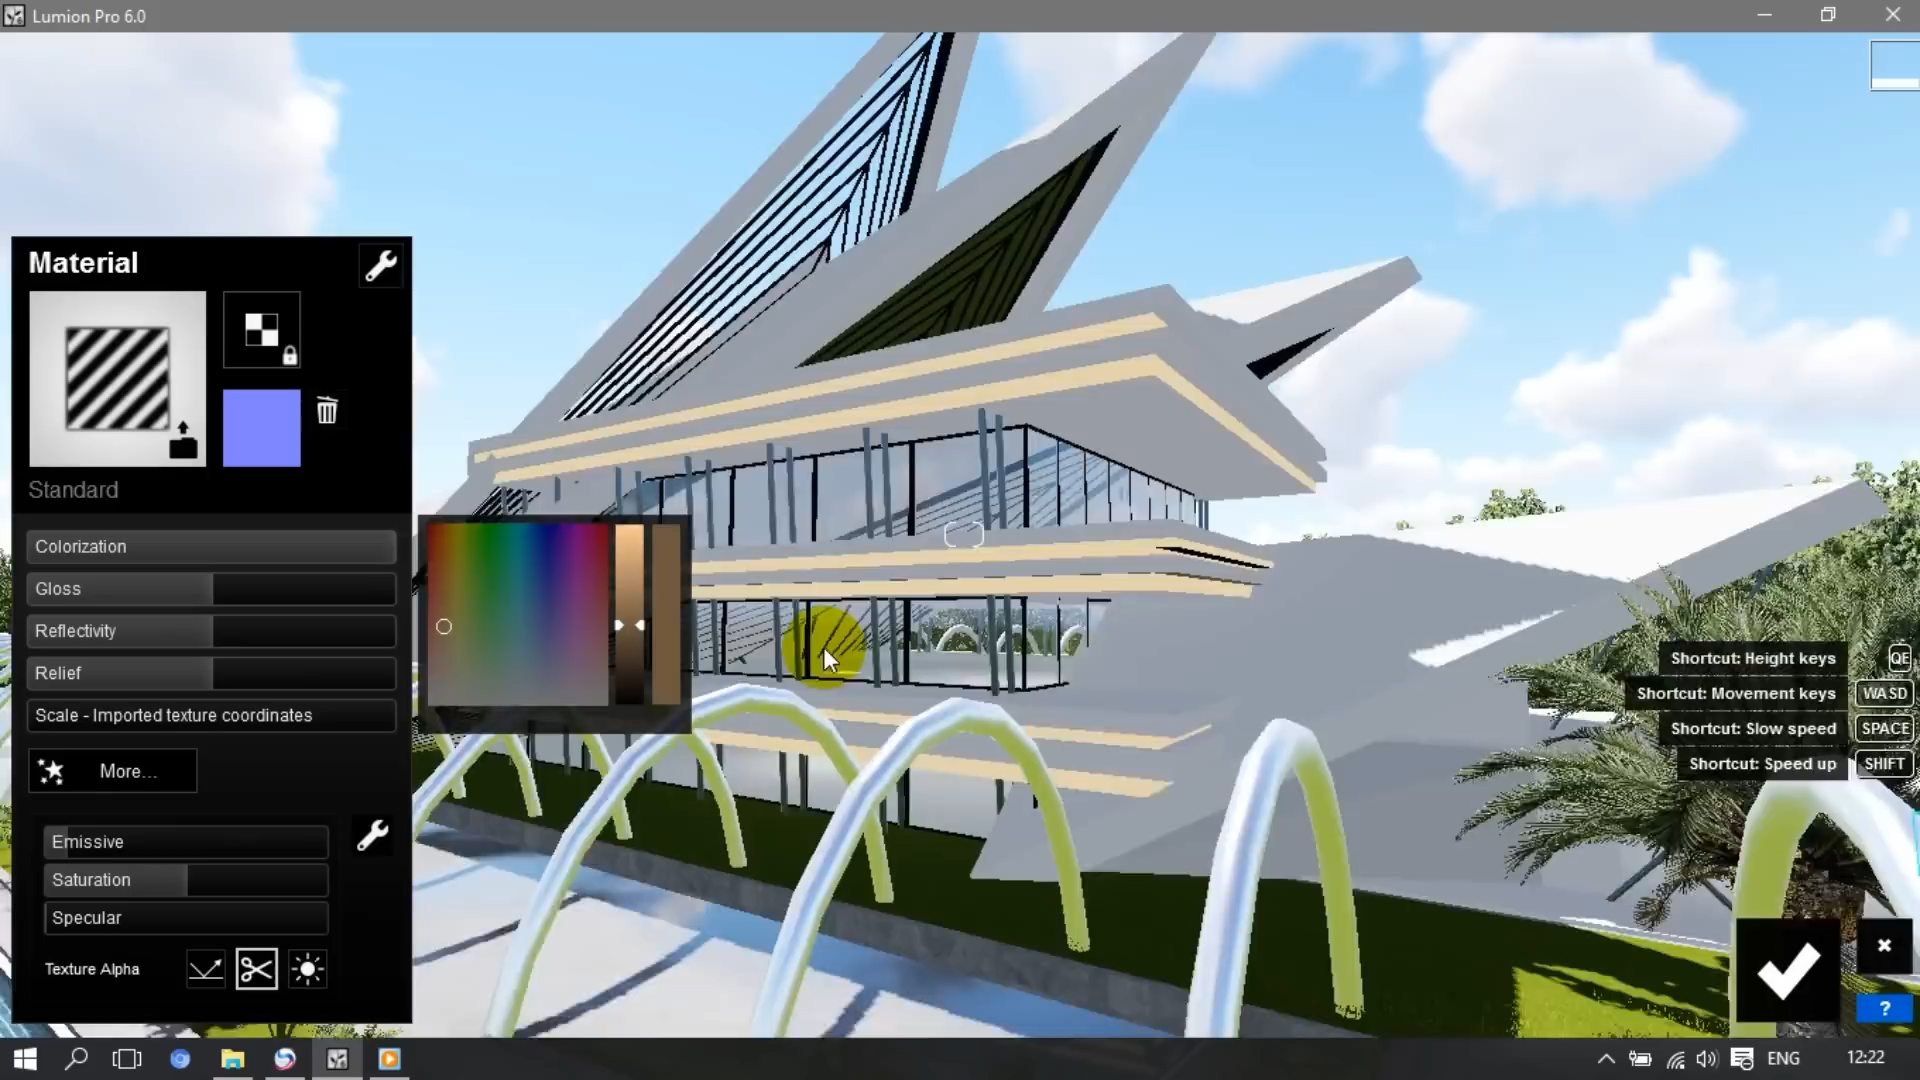 Lumion Pro 6.0
Material
Standard
Colorization
Gloss
Reflectivity
Relief
Scale - Imported texture coordinates
More...
Emissive
Saturation
Specular
Texture Alpha
Shortcut: Height keys QE
Shortcut: Movement keys WASD
Shortcut: Slow speed SPACE
Shortcut: Speed up SHIFT
?
ENG 12:22